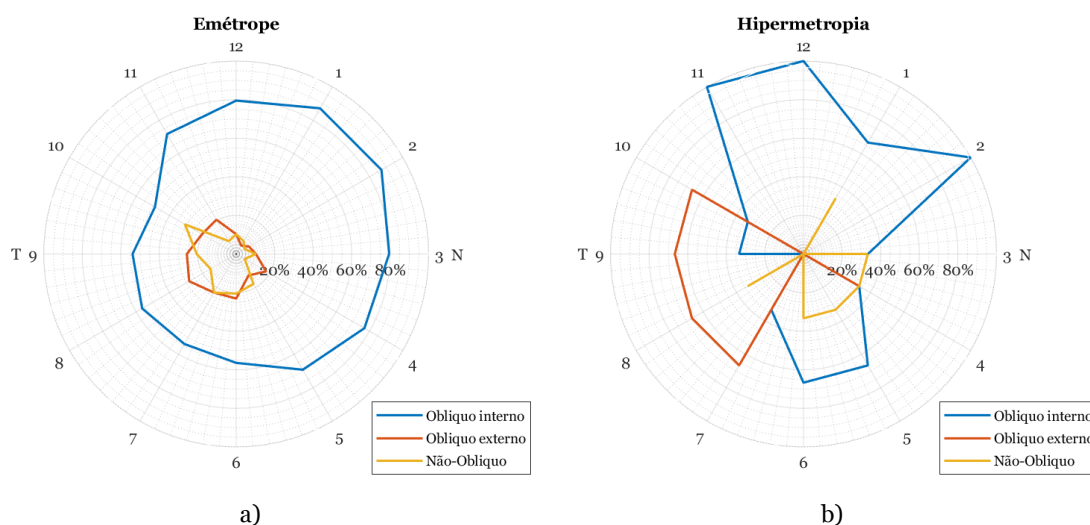 Emétrope
12
11
1
10
2
T 9
3 N
20% 40% 60% 80%
8
4
7
5
6
Obliquo interno
Obliquo externo
Não-Obliquo
a)
Hipermetropia
12
11
1
10
2
T 9
3 N
20% 40% 60% 80%
8
4
7
5
6
Obliquo interno
Obliquo externo
Não-Obliquo
b)